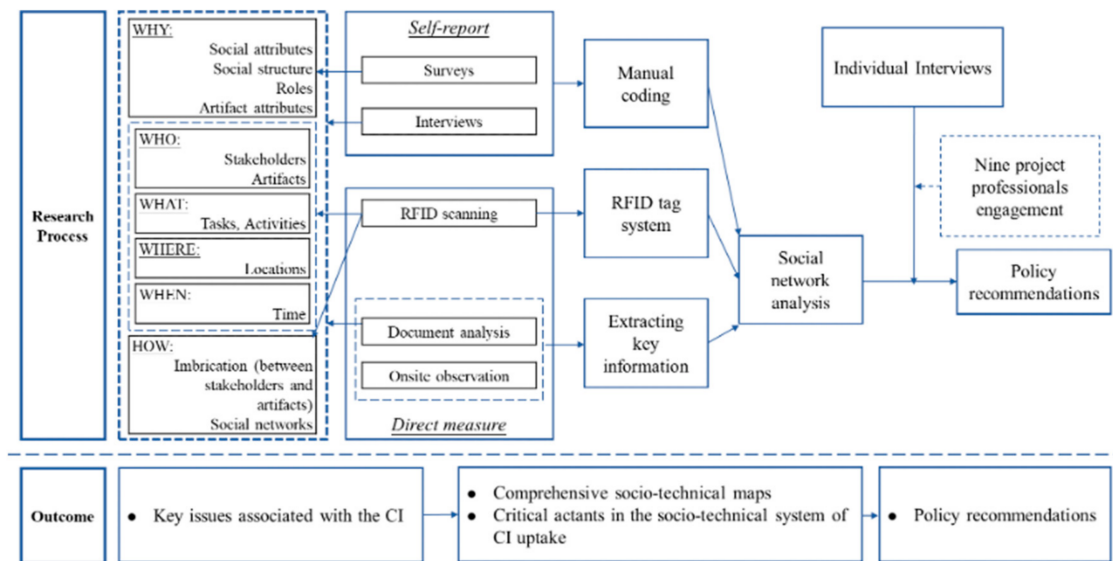 Research
Process
WHY:
Social attributes
Social structure
Roles
Artifact attributes
WHO:
Stakeholders
Artifacts
WHAT:
Tasks, Activities
WHERE:
Locations
WHEN:
Time
HOW:
Imbrication (between
stakeholders and
artifacts)
Social networks
Self-report
Surveys
Interviews
RFID scanning
Document analysis
Onsite observation
Direct measure
Manual
coding
RFID tag
system
Extracting
key
information
Social
network
analysis
Individual Interviews
Nine project
professionals
engagement
Policy
recommendations
Outcome
● Key issues associated with the CI
● Comprehensive socio-technical maps
● Critical actants in the socio-technical system of
CI uptake
● Policy recommendations